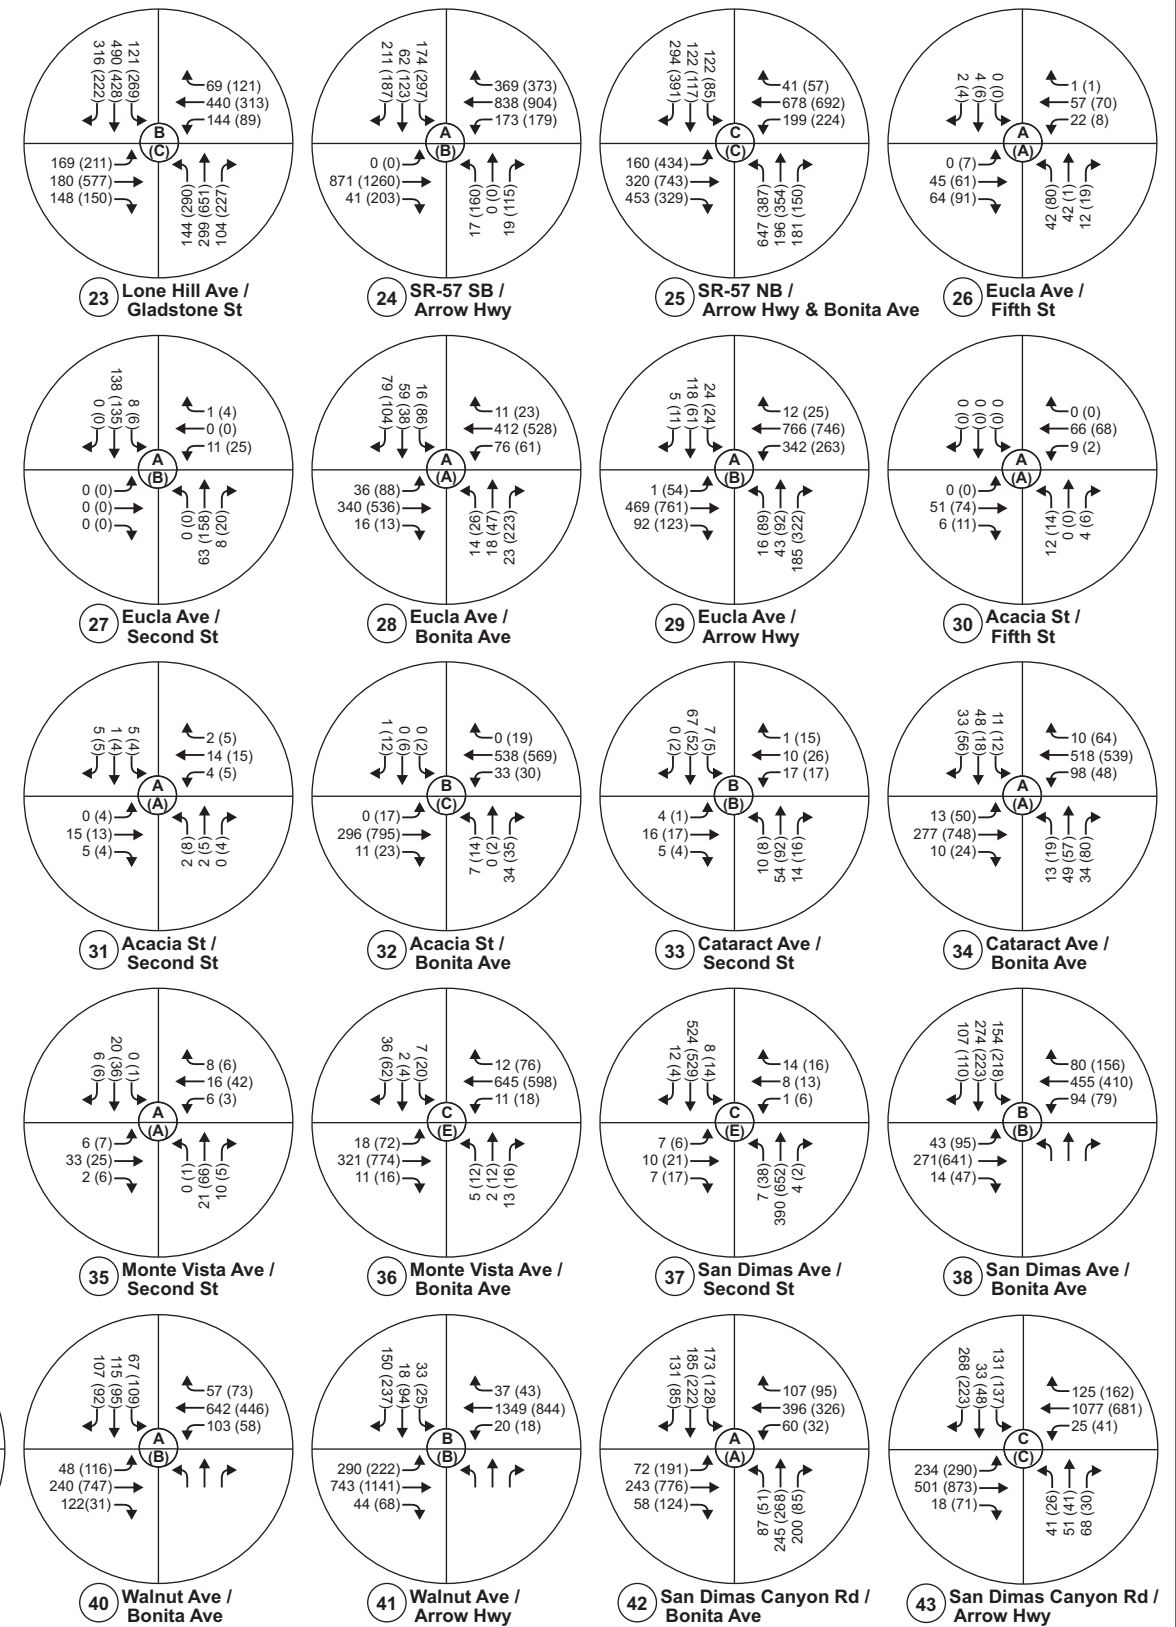 316 (222)
490 (428)
121 (269)
69 (121)
440 (313)
144 (89)
B
(C)
169 (211)
180 (577)
148 (150)
144 (290)
299 (651)
104 (227)
23 Lone Hill Ave /
Gladstone St
211 (187)
62 (123)
174 (297)
369 (373)
838 (904)
173 (179)
A
(B)
0 (0)
871 (1260)
41 (203)
17 (160)
0 (0)
19 (115)
24 SR-57 SB /
Arrow Hwy
294 (391)
122 (117)
122 (85)
41 (57)
678 (692)
199 (224)
C
(C)
160 (434)
320 (743)
453 (329)
647 (387)
196 (354)
181 (150)
25 SR-57 NB /
Arrow Hwy & Bonita Ave
2 (4)
4 (6)
0 (0)
1 (1)
57 (70)
22 (8)
A
(A)
0 (7)
45 (61)
64 (91)
42 (80)
42 (1)
12 (19)
26 Eucla Ave /
Fifth St
0 (0)
138 (135)
8 (6)
1 (4)
0 (0)
11 (25)
A
(B)
0 (0)
0 (0)
0 (0)
0 (0)
63 (158)
8 (20)
27 Eucla Ave /
Second St
79 (104)
59 (38)
16 (86)
11 (23)
412 (528)
76 (61)
A
(A)
36 (88)
340 (536)
16 (13)
14 (26)
18 (47)
23 (223)
28 Eucla Ave /
Bonita Ave
5 (11)
118 (61)
24 (24)
12 (25)
766 (746)
342 (263)
A
(B)
1 (54)
469 (761)
92 (123)
16 (89)
43 (92)
185 (322)
29 Eucla Ave /
Arrow Hwy
0 (0)
0 (0)
0 (0)
0 (0)
66 (68)
9 (2)
A
(A)
0 (0)
51 (74)
6 (11)
12 (14)
0 (0)
4 (6)
30 Acacia St /
Fifth St
5 (5)
1 (4)
5 (4)
2 (5)
14 (15)
4 (5)
A
(A)
0 (4)
15 (13)
5 (4)
2 (8)
2 (5)
0 (4)
31 Acacia St /
Second St
1 (12)
0 (6)
0 (2)
0 (19)
538 (569)
33 (30)
B
(C)
0 (17)
296 (795)
11 (23)
7 (14)
0 (2)
34 (35)
32 Acacia St /
Bonita Ave
0 (2)
67 (52)
7 (5)
1 (15)
10 (26)
17 (17)
B
(B)
4 (1)
16 (17)
5 (4)
10 (8)
54 (92)
14 (16)
33 Cataract Ave /
Second St
33 (56)
48 (18)
11 (12)
10 (64)
518 (539)
98 (48)
A
(A)
13 (50)
277 (748)
10 (24)
13 (19)
49 (57)
34 (80)
34 Cataract Ave /
Bonita Ave
6 (6)
20 (36)
0 (1)
8 (6)
16 (42)
6 (3)
A
(A)
6 (7)
33 (25)
2 (6)
0 (1)
21 (66)
10 (5)
35 Monte Vista Ave /
Second St
36 (62)
2 (4)
7 (20)
12 (76)
645 (598)
11 (18)
C
(E)
18 (72)
321 (774)
11 (16)
5 (12)
2 (12)
13 (16)
36 Monte Vista Ave /
Bonita Ave
12 (4)
524 (529)
8 (14)
14 (16)
8 (13)
1 (6)
C
(E)
7 (6)
10 (21)
7 (17)
7 (38)
390 (652)
4 (2)
37 San Dimas Ave /
Second St
107 (110)
274 (223)
154 (218)
80 (156)
455 (410)
94 (79)
B
(B)
43 (95)
271(641)
14 (47)
38 San Dimas Ave /
Bonita Ave
107 (92)
115 (95)
67 (109)
57 (73)
642 (446)
103 (58)
A
(B)
48 (116)
240 (747)
122(31)
40 Walnut Ave /
Bonita Ave
150 (237)
18 (94)
33 (25)
37 (43)
1349 (844)
20 (18)
B
(B)
290 (222)
743 (1141)
44 (68)
41 Walnut Ave /
Arrow Hwy
131 (85)
185 (222)
173 (128)
107 (95)
396 (326)
60 (32)
A
(A)
72 (191)
243 (776)
58 (124)
87 (51)
245 (268)
200 (85)
42 San Dimas Canyon Rd /
Bonita Ave
268 (223)
33 (48)
131 (137)
125 (162)
1077 (681)
25 (41)
C
(C)
234 (290)
501 (873)
18 (71)
41 (26)
51 (41)
68 (30)
43 San Dimas Canyon Rd /
Arrow Hwy